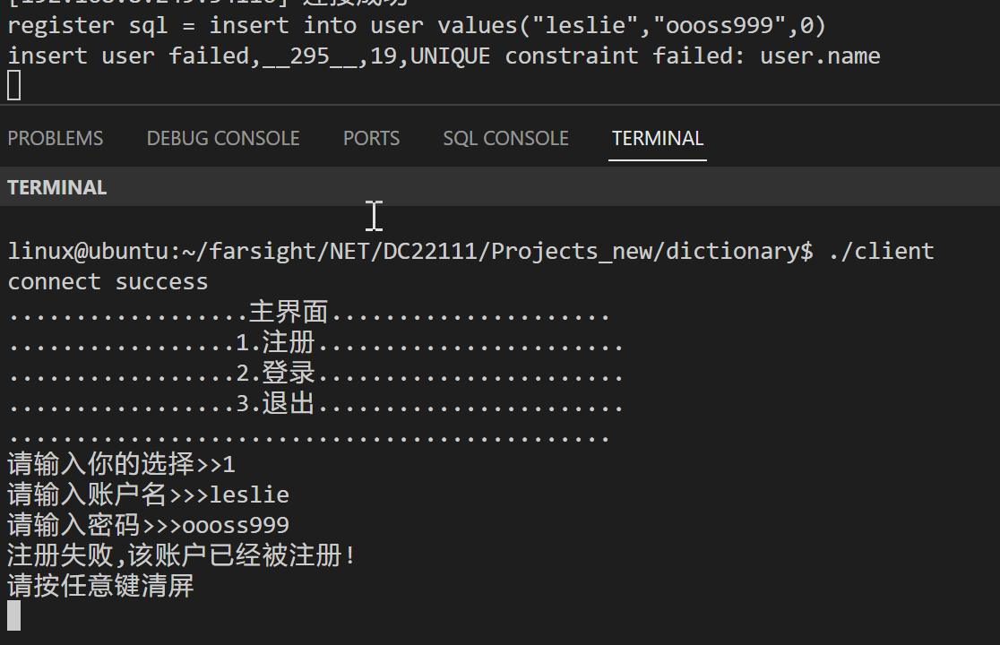 register sql = insert into user values("leslie","oooss999",0)
insert user failed,__295__,19,UNIQUE constraint failed: user.name
PROBLEMS DEBUG CONSOLE PORTS SQL CONSOLE TERMINAL
TERMINAL
linux@ubuntu:~/farsight/NET/DC22111/Projects_new/dictionary$ ./client
connect success
..................主界面.....................
.................1.注册.......................
.................2.登录.......................
.................3.退出.......................
.............................................
请输入你的选择>>1
请输入账户名>>>leslie
请输入密码>>>oooss999
注册失败,该账户已经被注册!
请按任意键清屏